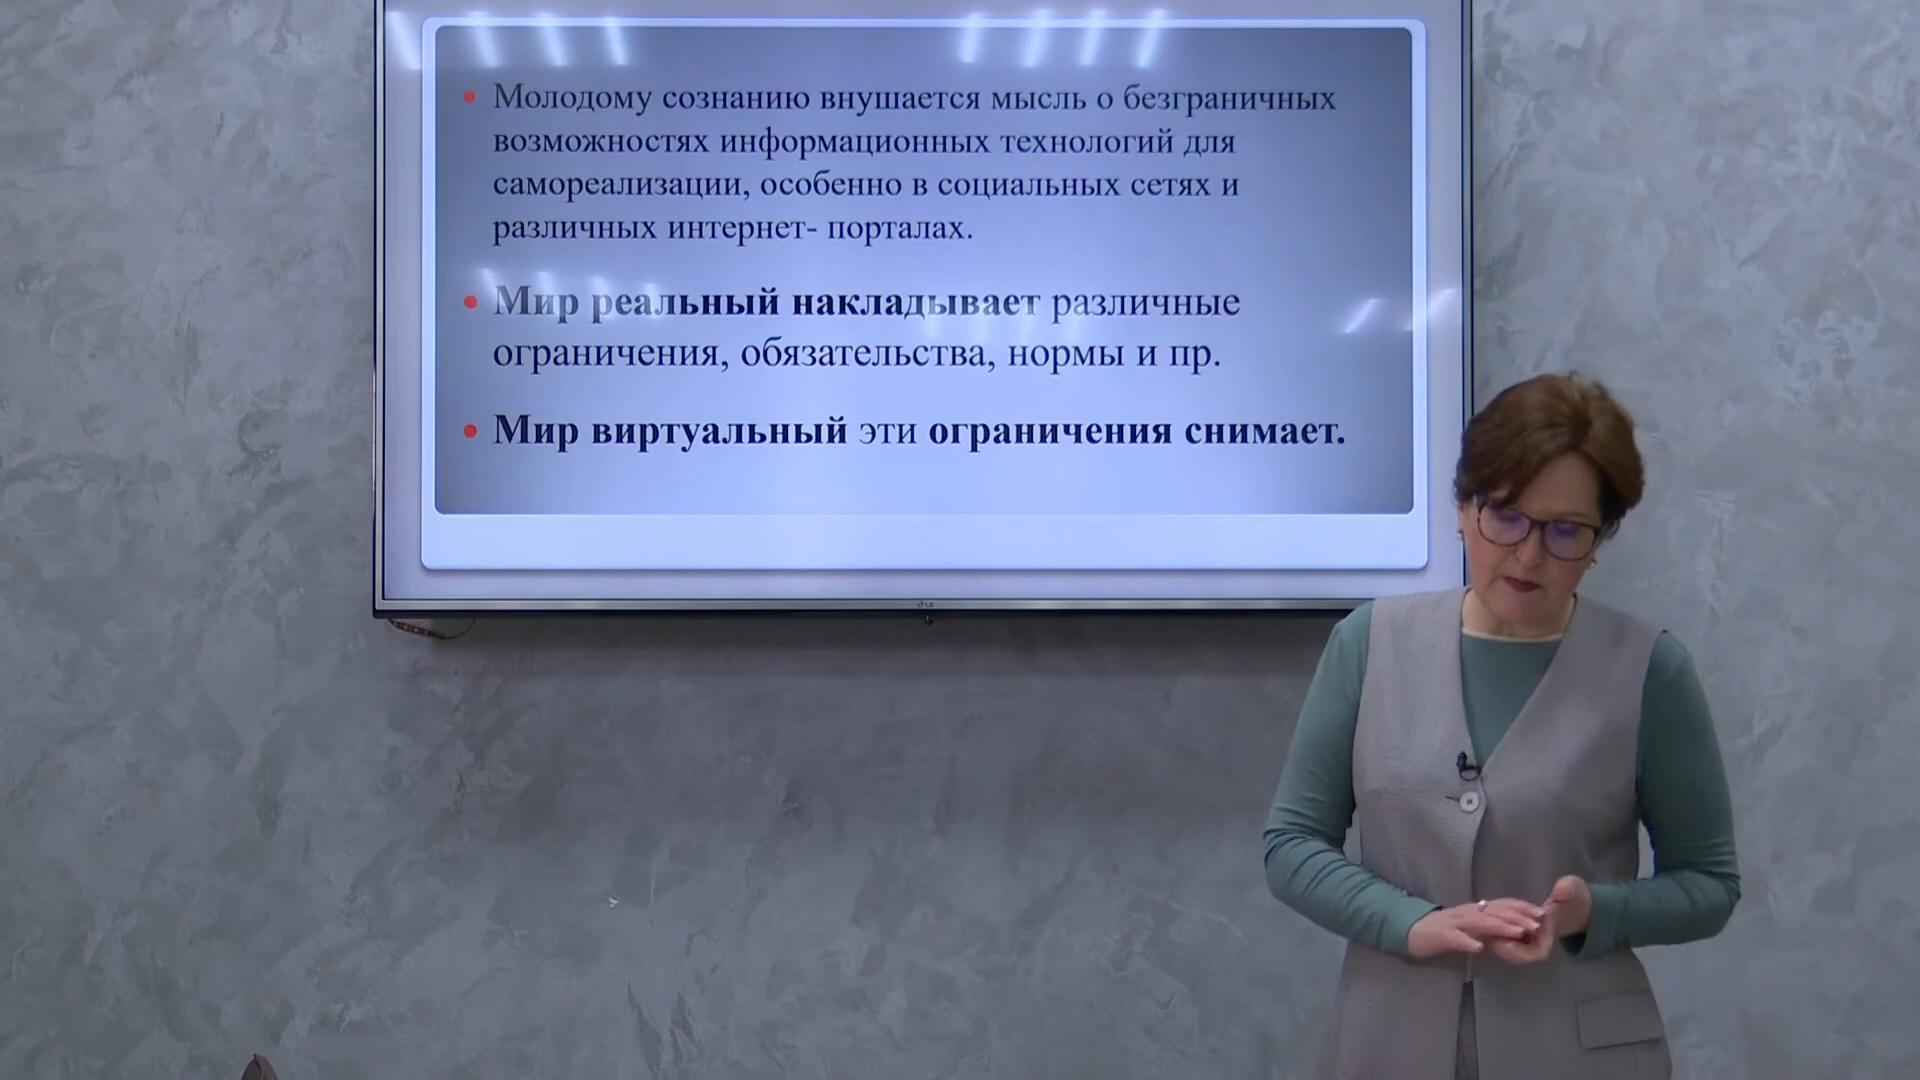 Молодому сознанию внушается мысль о безграничных
возможностях информационных технологий для
самореализации, особенно в социальных сетях и
различных интернет- порталах.
Мир реальный накладывает различные
ограничения, обязательства, нормы и пр.
Мир виртуальный эти ограничения снимает.
LG